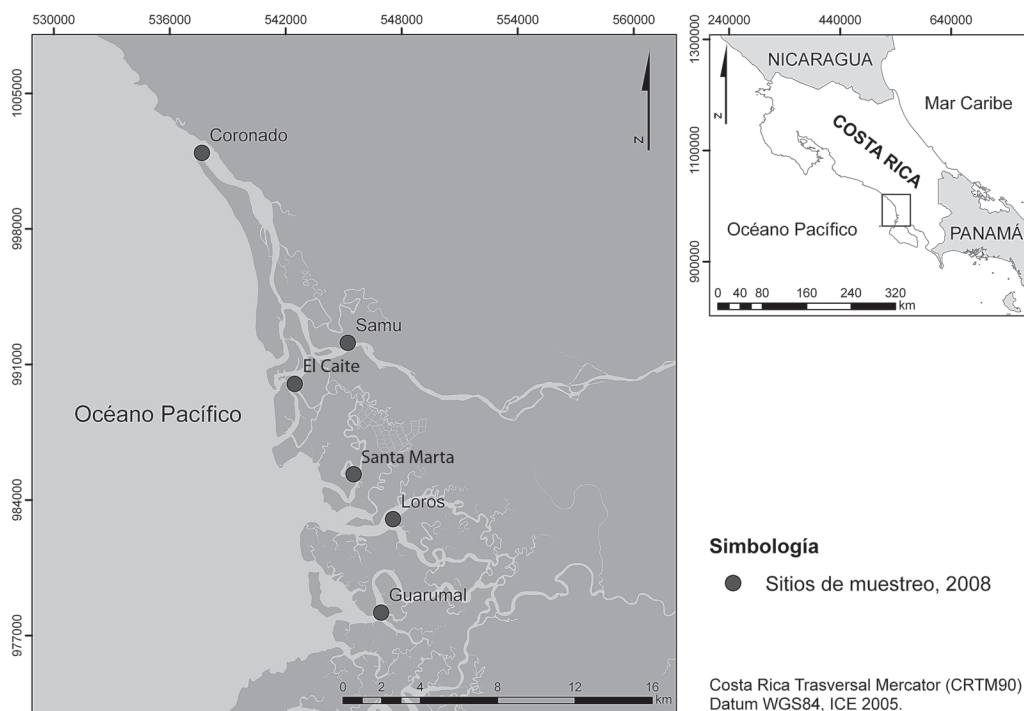 530000 536000 542000 548000 554000 560000
1005000
998000
991000
984000
977000
N
Coronado
Samu
El Caite
Océano Pacífico
Santa Marta
Loros
Guarumal
0 2 4 8 12 16
km
240000 440000 640000
1300000
1100000
900000
N
NICARAGUA
Mar Caribe
COSTA RICA
Océano Pacífico
PANAMÁ
0 40 80 160 240 320
km
Simbología
Sitios de muestreo, 2008
Costa Rica Trasversal Mercator (CRTM90)
Datum WGS84, ICE 2005.